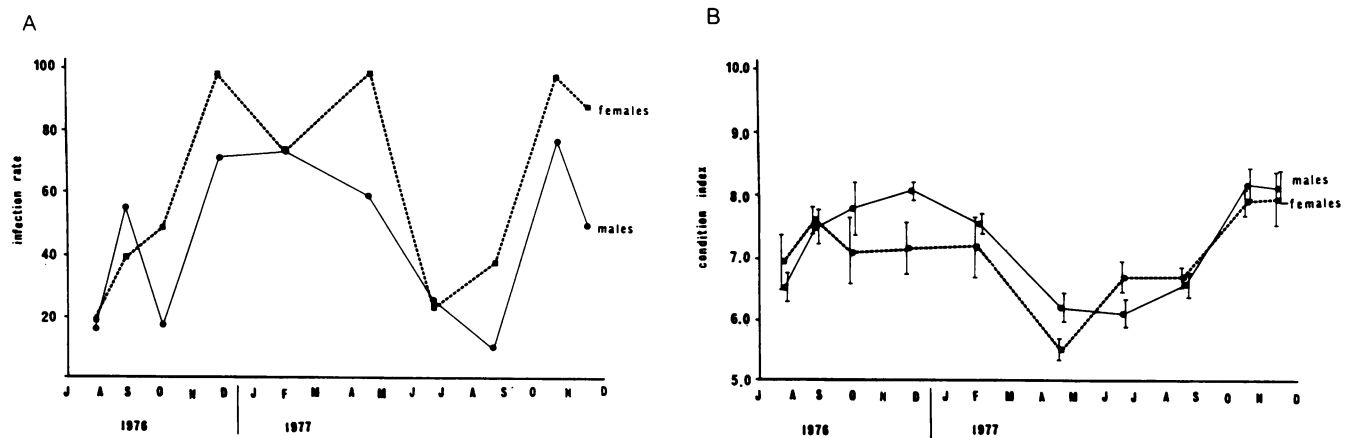 A
infection rate
100
80
60
40
20
J A S O N D J F M A M J J A S O N D
1976 1977
females
males
B
condition index
10.0
9.0
8.0
7.0
6.0
5.0
J A S O N D J F M A M J J A S O N D
1976 1977
males
females